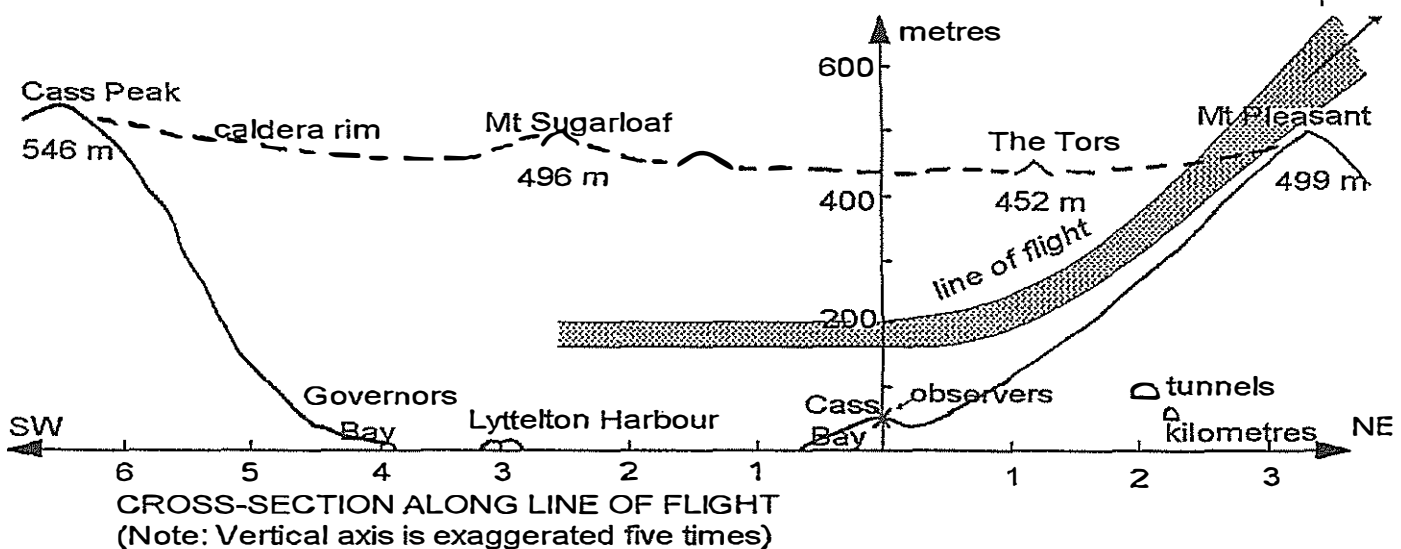 metres
600
Cass Peak
caldera rim
Mt Sugarloaf
Mt Pleasant
546 m
496 m
The Tors
499 m
400
452 m
line of flight
200
Governors
Bay
Lyttelton Harbour
Cass
Bay
observers
tunnels
kilometres
SW
NE
6
5
4
3
2
1
1
2
3
CROSS-SECTION ALONG LINE OF FLIGHT
(Note: Vertical axis is exaggerated five times)